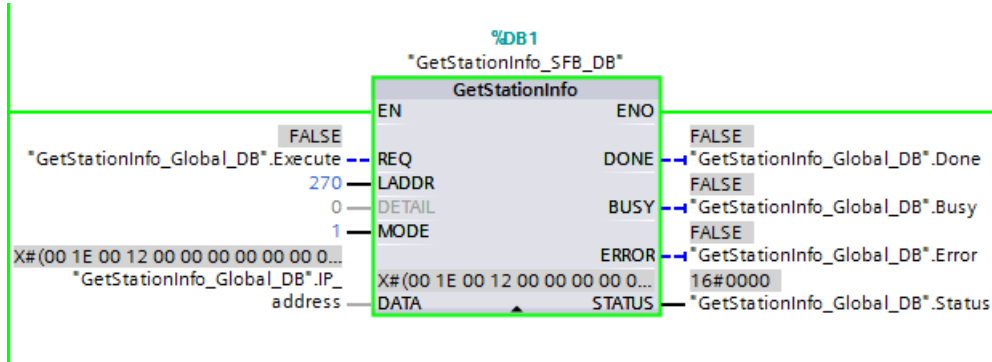 %DB1
"GetStationInfo_SFB_DB"
GetStationInfo
EN ENO
FALSE FALSE
"GetStationInfo_Global_DB".Execute REQ DONE "GetStationInfo_Global_DB".Done
270 LADDR FALSE
0 DETAIL BUSY "GetStationInfo_Global_DB".Busy
1 MODE FALSE
X#(00 1E 00 12 00 00 00 00 00 00 0... ERROR "GetStationInfo_Global_DB".Error
"GetStationInfo_Global_DB".IP_ X#(00 1E 00 12 00 00 00 00 0... 16#0000
address DATA STATUS "GetStationInfo_Global_DB".Status